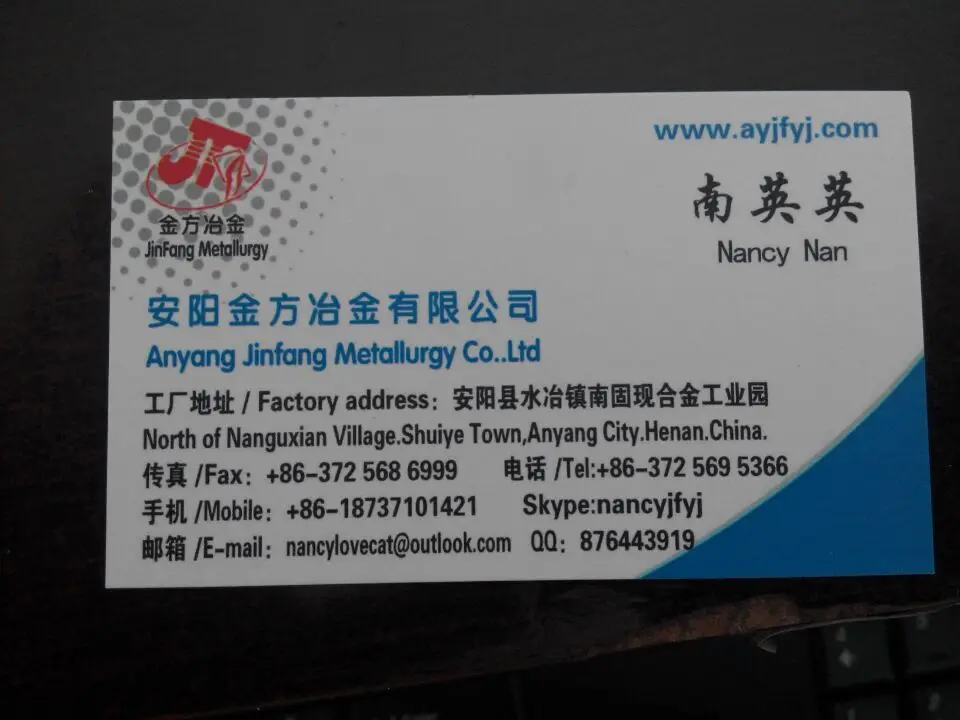 www.ayjfyj.com
金方冶金
JinFang Metallurgy
南英英
Nancy Nan
安阳金方冶金有限公司
Anyang Jinfang Metallurgy Co..Ltd
工厂地址 / Factory address：安阳县水冶镇南固现合金工业园
North of Nanguxian Village.Shuiye Town,Anyang City.Henan.China.
传真 /Fax：+86-372 568 6999 电话 /Tel:+86-372 569 5366
手机 /Mobile：+86-18737101421 Skype:nancyjfyj
邮箱 /E-mail：nancylovecat@outlook.com QQ：876443919